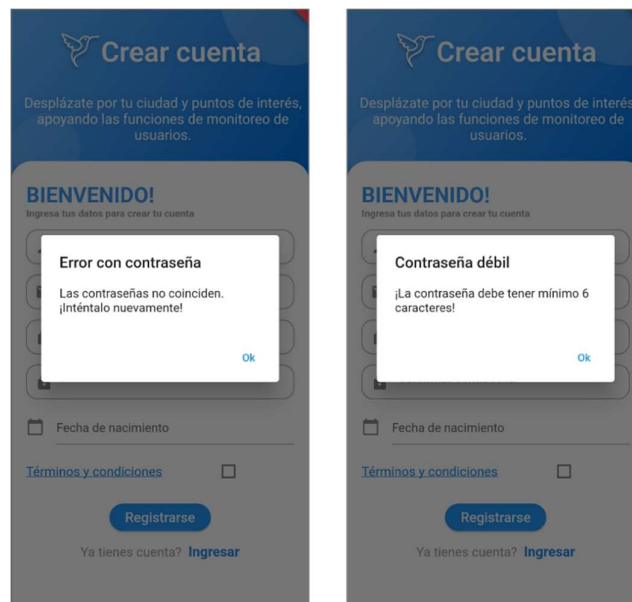 Crear cuenta
Desplázate por tu ciudad y puntos de interés,
apoyando las funciones de monitoreo de
usuarios.
BIENVENIDO!
Ingresa tus datos para crear tu cuenta
Error con contraseña
Las contraseñas no coinciden.
¡Inténtalo nuevamente!
Ok
Fecha de nacimiento
Términos y condiciones
Registrarse
Ya tienes cuenta? Ingresar
Crear cuenta
Desplázate por tu ciudad y puntos de interés
apoyando las funciones de monitoreo de
usuarios.
BIENVENIDO!
Ingresa tus datos para crear tu cuenta
Contraseña débil
¡La contraseña debe tener mínimo 6
caracteres!
Ok
Fecha de nacimiento
Términos y condiciones
Registrarse
Ya tienes cuenta? Ingresar